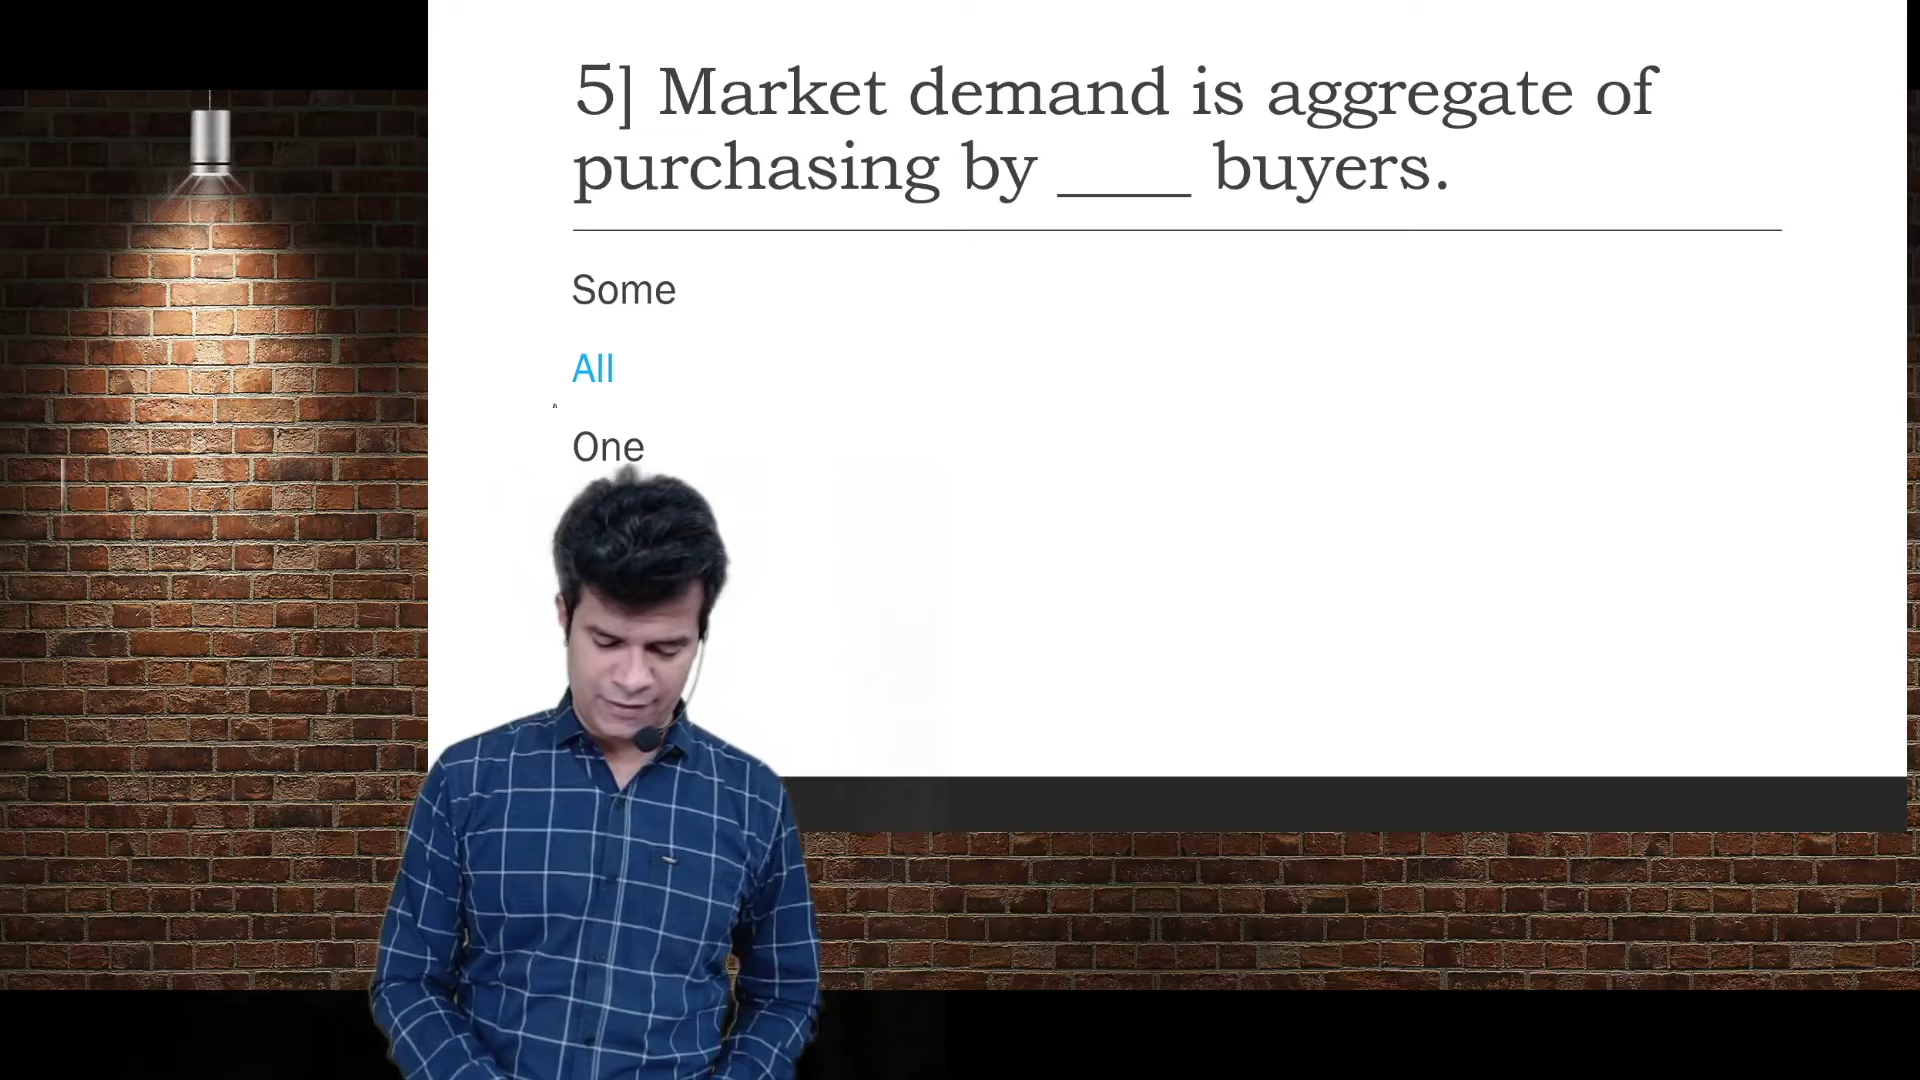 5] Market demand is aggregate of
purchasing by ____ buyers.
Some
All
One